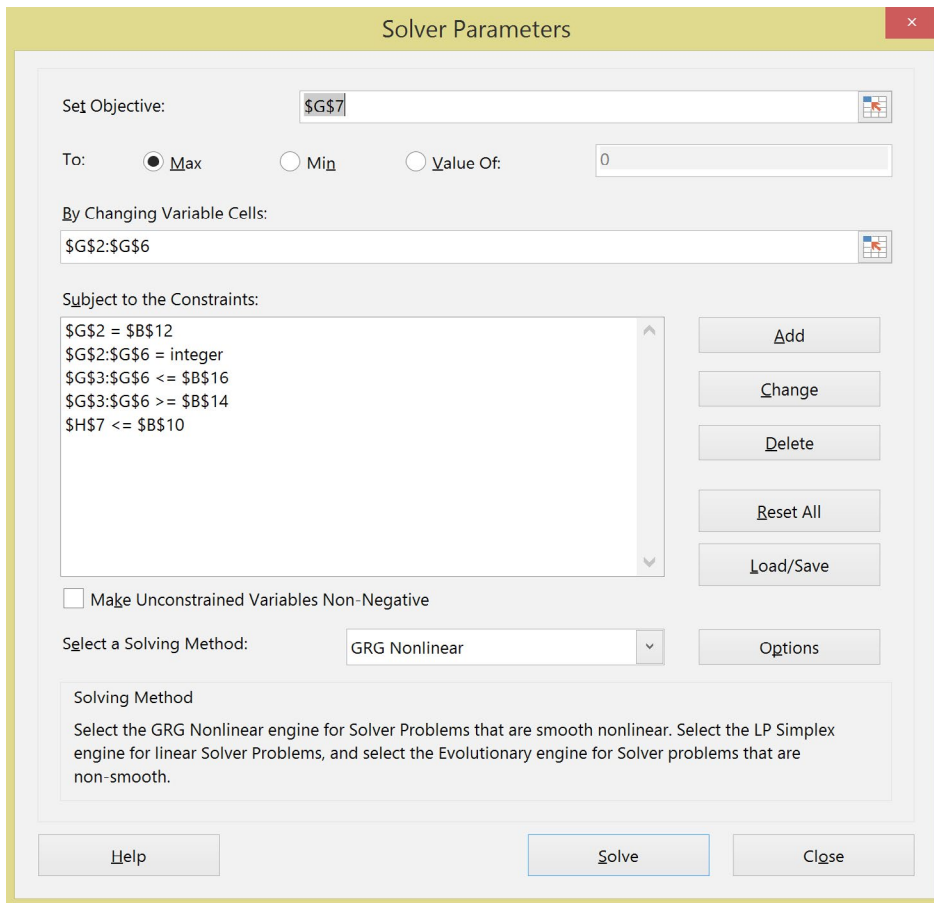 Solver Parameters
×
Set Objective:
$G$7
To:
Max
Min
Value Of:
0
By Changing Variable Cells:
$G$2:$G$6
Subject to the Constraints:
$G$2 = $B$12
$G$2:$G$6 = integer
$G$3:$G$6 <= $B$16
$G$3:$G$6 >= $B$14
$H$7 <= $B$10
Add
Change
Delete
Reset All
Load/Save
Make Unconstrained Variables Non-Negative
Select a Solving Method:
GRG Nonlinear
Options
Solving Method
Select the GRG Nonlinear engine for Solver Problems that are smooth nonlinear. Select the LP Simplex
engine for linear Solver Problems, and select the Evolutionary engine for Solver problems that are
non-smooth.
Help
Solve
Close